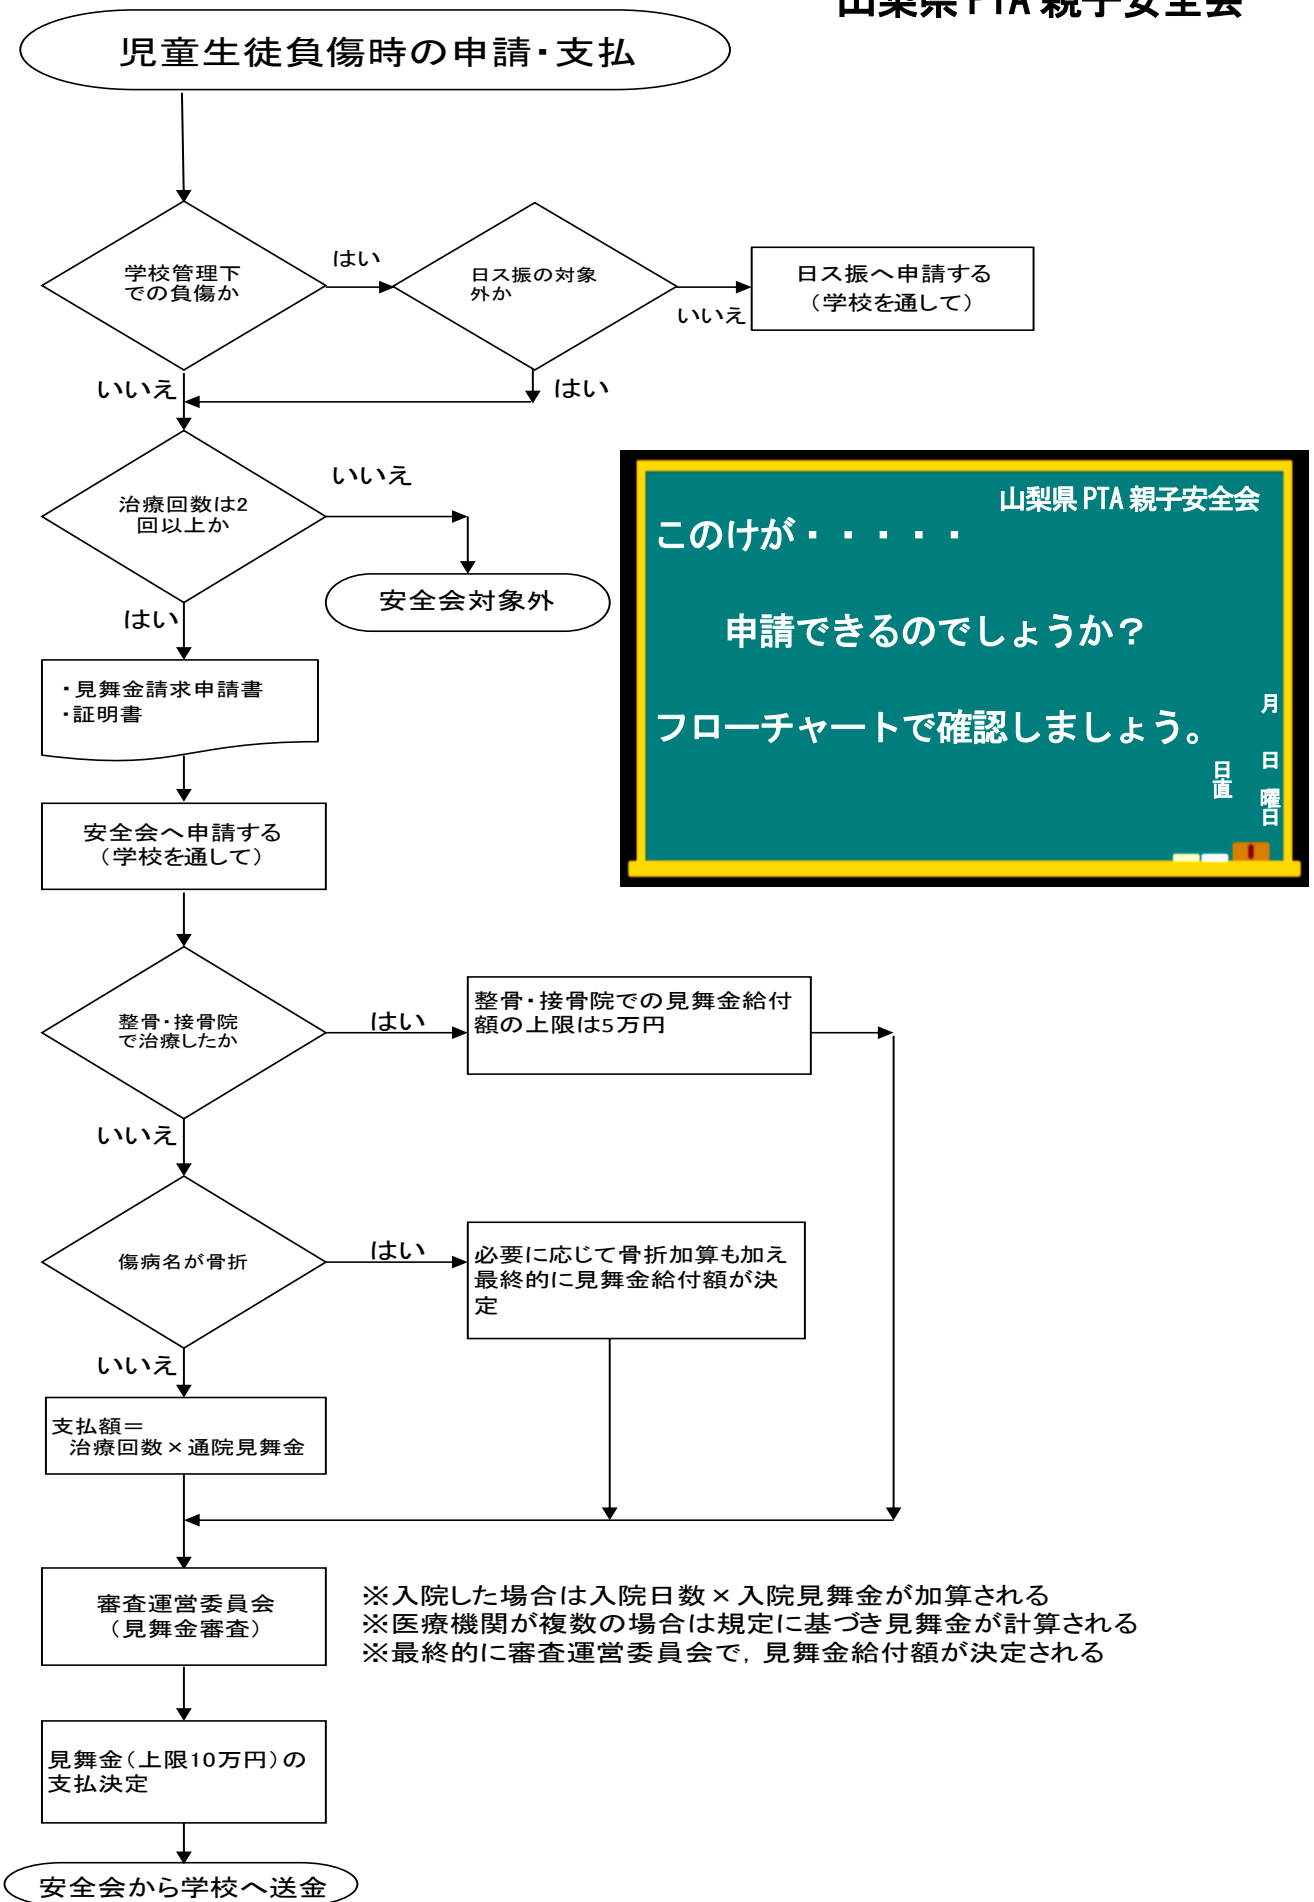 山梨県 PTA 親子安全会
児童生徒負傷時の申請・支払
学校管理下
での負傷か
はい
日ス振の対象
外か
いいえ
日ス振へ申請する
（学校を通して）
いいえ
はい
治療回数は2
回以上か
いいえ
安全会対象外
はい
山梨県 PTA 親子安全会
このけが・・・・・
申請できるのでしょうか？
フローチャートで確認しましょう。
月　日　曜日
日直
・見舞金請求申請書
・証明書
安全会へ申請する
（学校を通して）
整骨・接骨院
で治療したか
はい
整骨・接骨院での見舞金給付
額の上限は5万円
いいえ
傷病名が骨折
はい
必要に応じて骨折加算も加え
最終的に見舞金給付額が決
定
いいえ
支払額＝
治療回数×通院見舞金
審査運営委員会
（見舞金審査）
※入院した場合は入院日数×入院見舞金が加算される
※医療機関が複数の場合は規定に基づき見舞金が計算される
※最終的に審査運営委員会で，見舞金給付額が決定される
見舞金（上限10万円）の
支払決定
安全会から学校へ送金